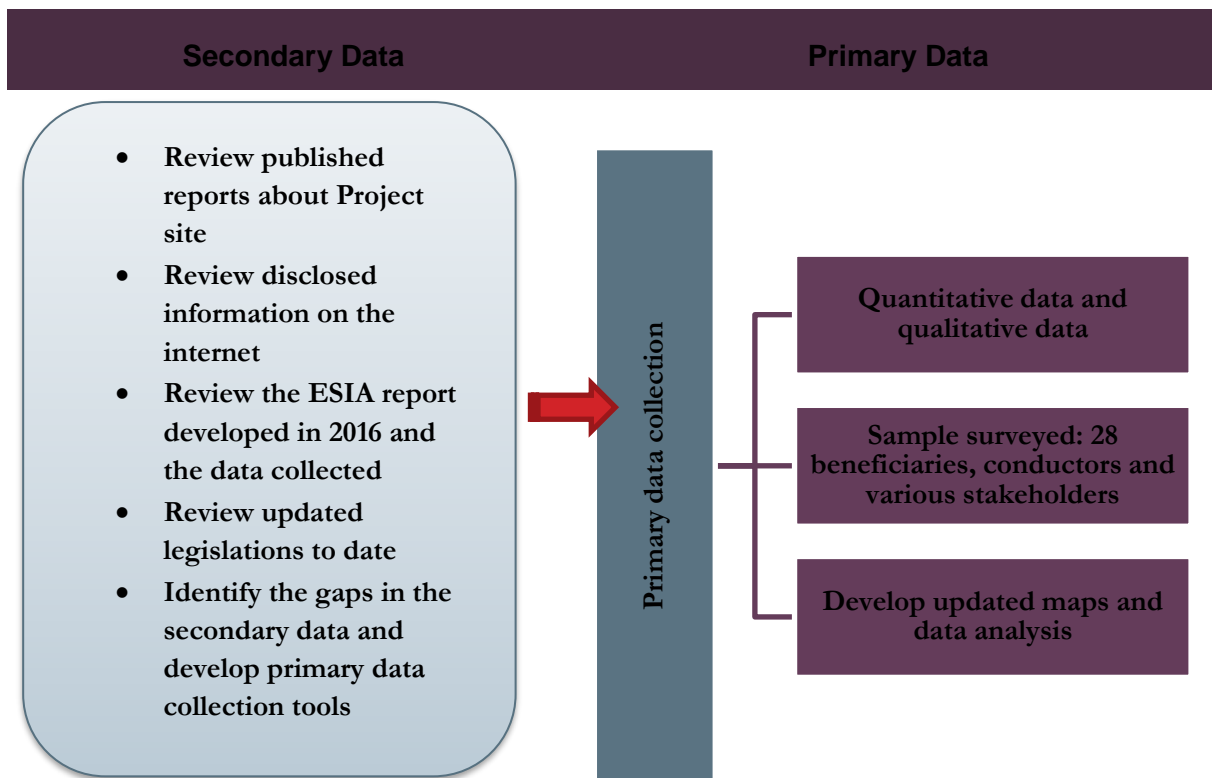 Secondary Data
Primary Data
• Review published
reports about Project
site
• Review disclosed
information on the
internet
• Review the ESIA report
developed in 2016 and
the data collected
• Review updated
legislations to date
• Identify the gaps in the
secondary data and
develop primary data
collection tools
Primary data collection
Quantitative data and
qualitative data
Sample surveyed: 28
beneficiaries, conductors and
various stakeholders
Develop updated maps and
data analysis